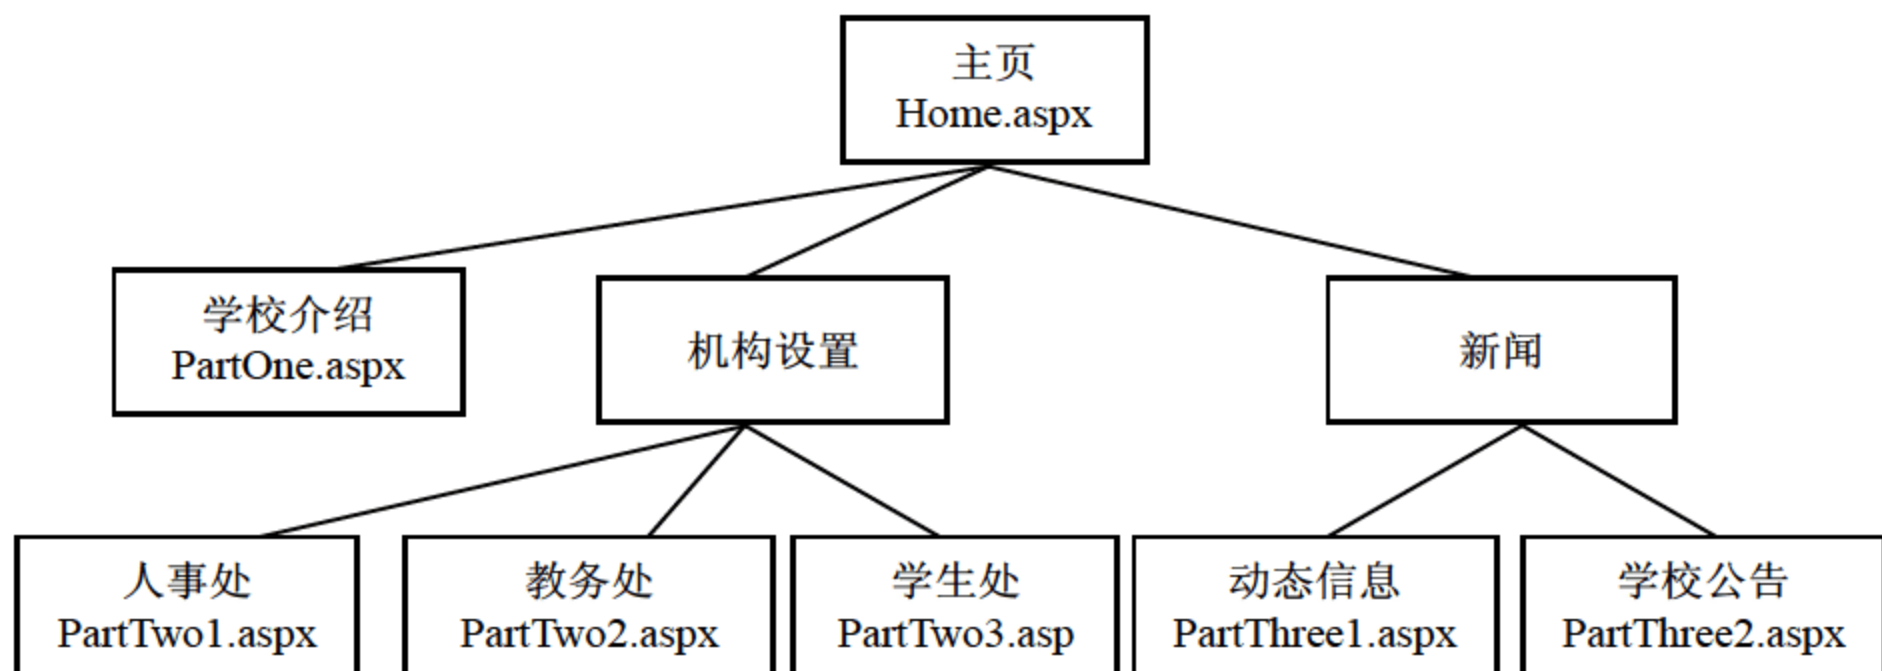 主页
Home.aspx
学校介绍
PartOne.aspx
机构设置
新闻
人事处
PartTwo1.aspx
教务处
PartTwo2.aspx
学生处
PartTwo3.asp
动态信息
PartThree1.aspx
学校公告
PartThree2.aspx